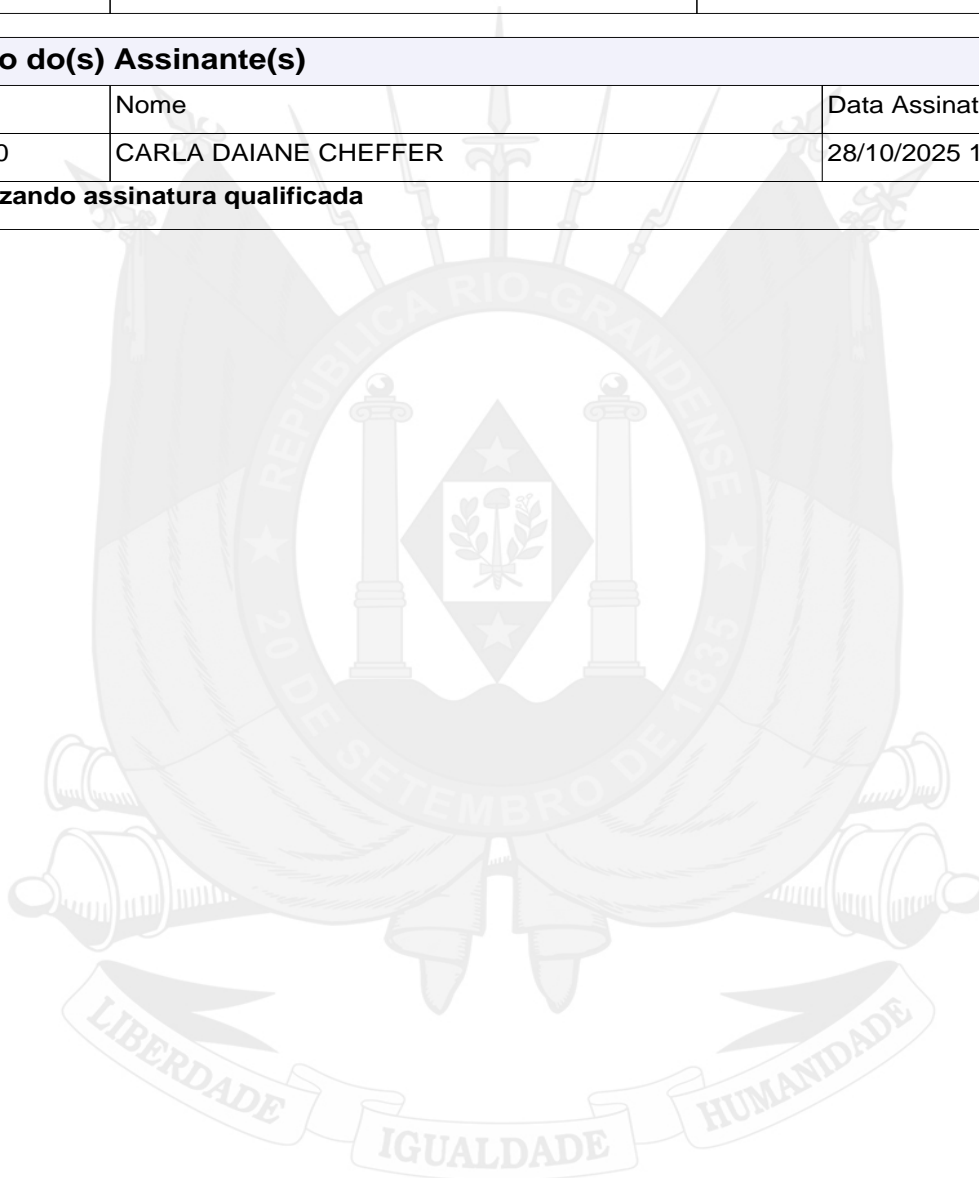 o do(s) Assinante(s)
Nome
Data Assinat
0
CARLA DAIANE CHEFFER
28/10/2025 1
zando assinatura qualificada
REPÚBLICA RIO-GRANDENSE
20 DE SETEMBRO DE 1835
LIBERDADE
IGUALDADE
HUMANIDADE